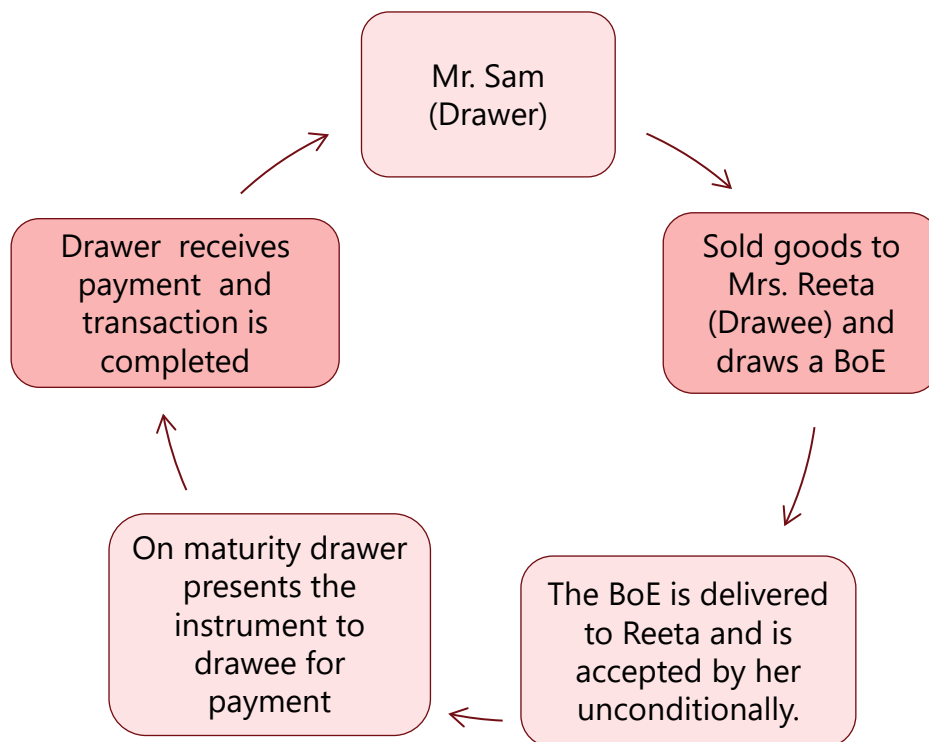 Mr. Sam
(Drawer)
Sold goods to
Mrs. Reeta
(Drawee) and
draws a BoE
The BoE is delivered
to Reeta and is
accepted by her
unconditionally.
On maturity drawer
presents the
instrument to
drawee for
payment
Drawer receives
payment and
transaction is
completed